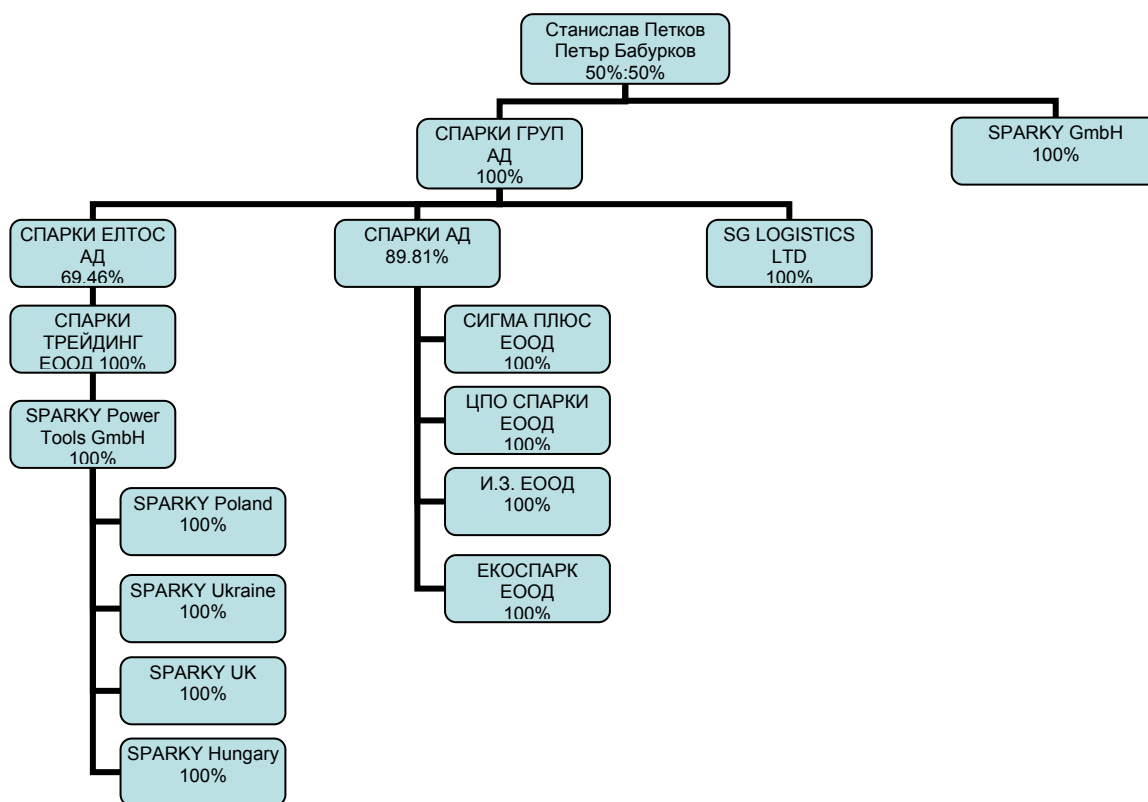 Станислав Петков
Петър Бабурков
50%:50%
СПАРКИ ГРУП
АД
100%
SPARKY GmbH
100%
СПАРКИ ЕЛТОС
АД
69.46%
СПАРКИ АД
89.81%
SG LOGISTICS
LTD
100%
СПАРКИ
ТРЕЙДИНГ
ЕООД 100%
SPARKY Power
Tools GmbH
100%
SPARKY Poland
100%
SPARKY Ukraine
100%
SPARKY UK
100%
SPARKY Hungary
100%
СИГМА ПЛЮС
ЕООД
100%
ЦПО СПАРКИ
ЕООД
100%
И.З. ЕООД
100%
ЕКОСПАРК
ЕООД
100%